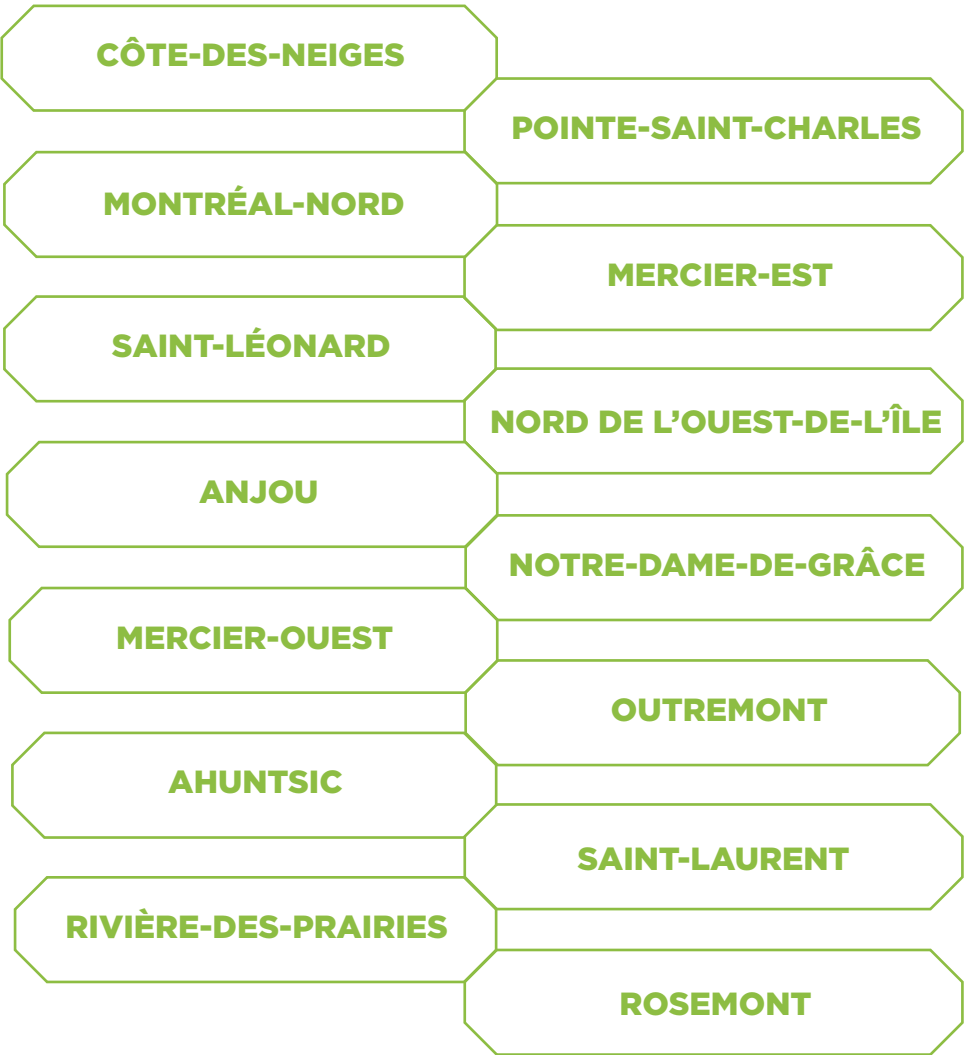 CÔTE-DES-NEIGES
POINTE-SAINT-CHARLES
MONTRÉAL-NORD
MERCIER-EST
SAINT-LÉONARD
NORD DE L’OUEST-DE-L’ÎLE
ANJOU
NOTRE-DAME-DE-GRÂCE
MERCIER-OUEST
OUTREMONT
AHUNTSIC
SAINT-LAURENT
RIVIÈRE-DES-PRAIRIES
ROSEMONT